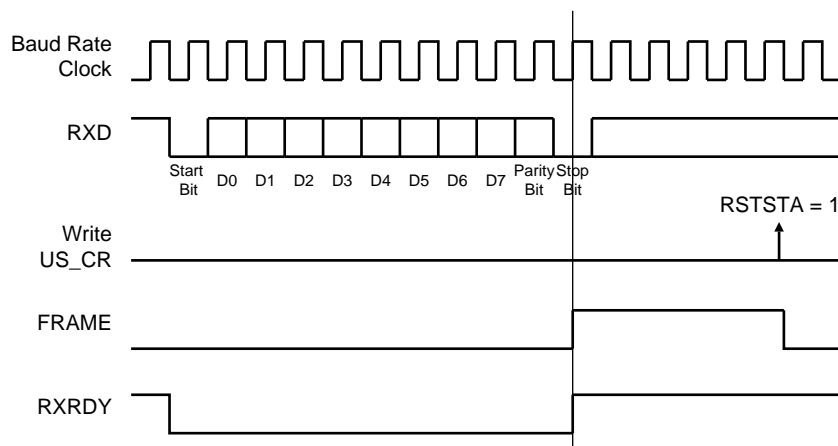 Baud Rate
Clock
RXD
Start
Bit
D0 D1 D2 D3 D4 D5 D6 D7
Parity
Bit
Stop
Bit
RSTSTA = 1
Write
US_CR
FRAME
RXRDY